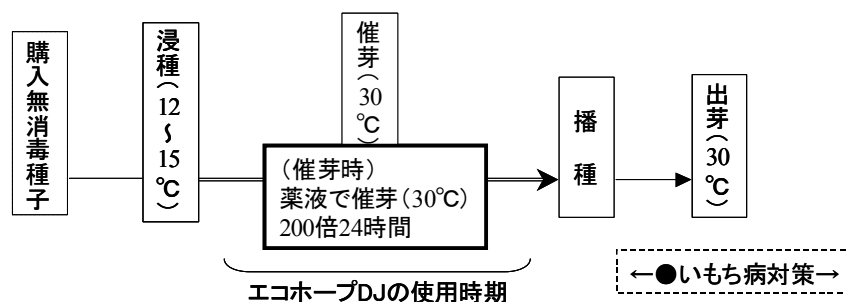 購入無消毒種子
浸種（12～15℃）
催芽（30℃）
（催芽時）
薬液で催芽（30℃）
200倍24時間
播種
出芽（30℃）
エコホープDJの使用時期
←●いもち病対策→